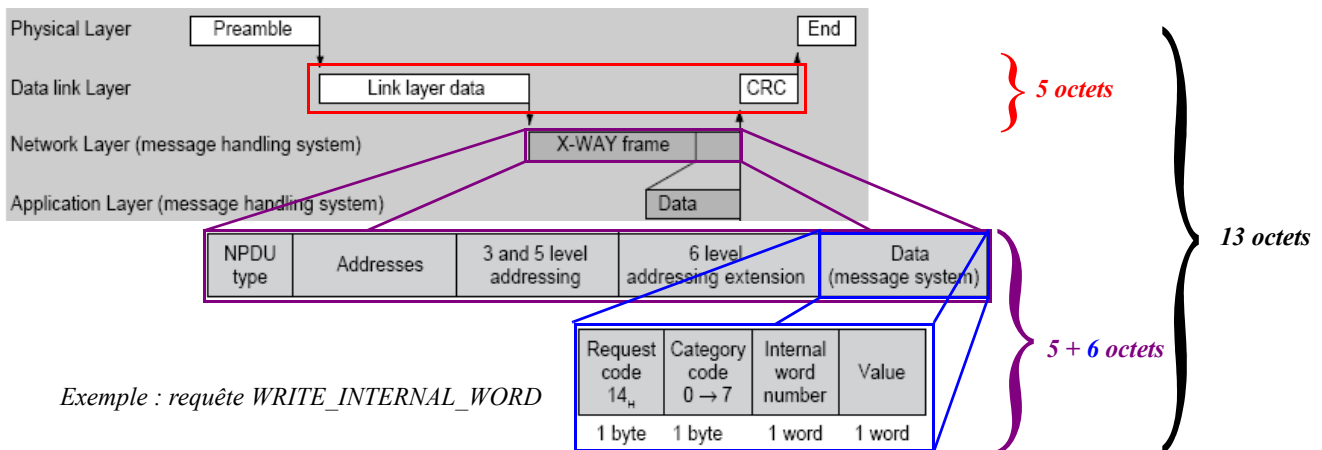 Physical Layer
Preamble
End
Data link Layer
Link layer data
CRC
5 octets
Network Layer (message handling system)
X-WAY frame
Application Layer (message handling system)
Data
13 octets
NPDU
type
Addresses
3 and 5 level
addressing
6 level
addressing extension
Data
(message system)
5 + 6 octets
Request
code
14H
Category
code
0 → 7
Internal
word
number
Value
Exemple : requête WRITE_INTERNAL_WORD
1 byte
1 byte
1 word
1 word